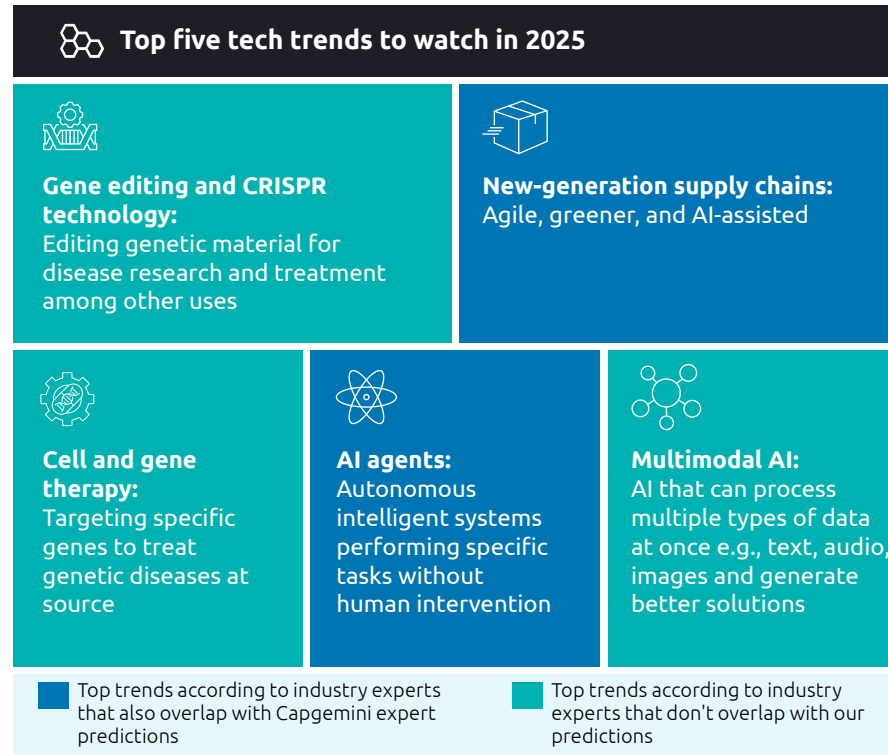 Top five tech trends to watch in 2025
Gene editing and CRISPR
technology:
Editing genetic material for
disease research and treatment
among other uses
New-generation supply chains:
Agile, greener, and AI-assisted
Cell and gene
therapy:
Targeting specific
genes to treat
genetic diseases at
source
AI agents:
Autonomous
intelligent systems
performing specific
tasks without
human intervention
Multimodal AI:
AI that can process
multiple types of data
at once e.g., text, audio,
images and generate
better solutions
Top trends according to industry experts
that also overlap with Capgemini expert
predictions
Top trends according to industry
experts that don't overlap with our
predictions